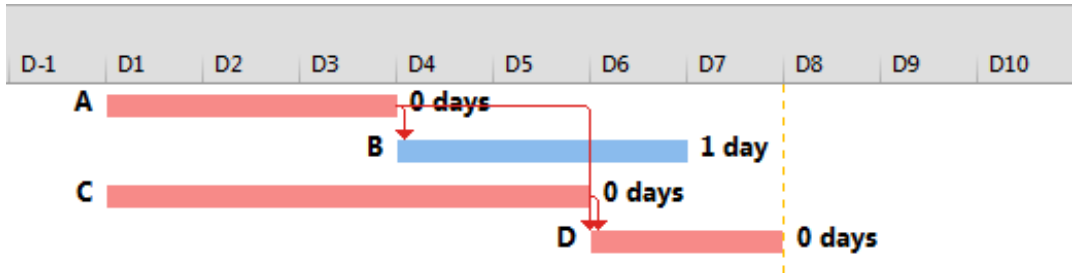 D-1 D1 D2 D3 D4 D5 D6 D7 D8 D9 D10
A 0 days
B 1 day
C 0 days
D 0 days